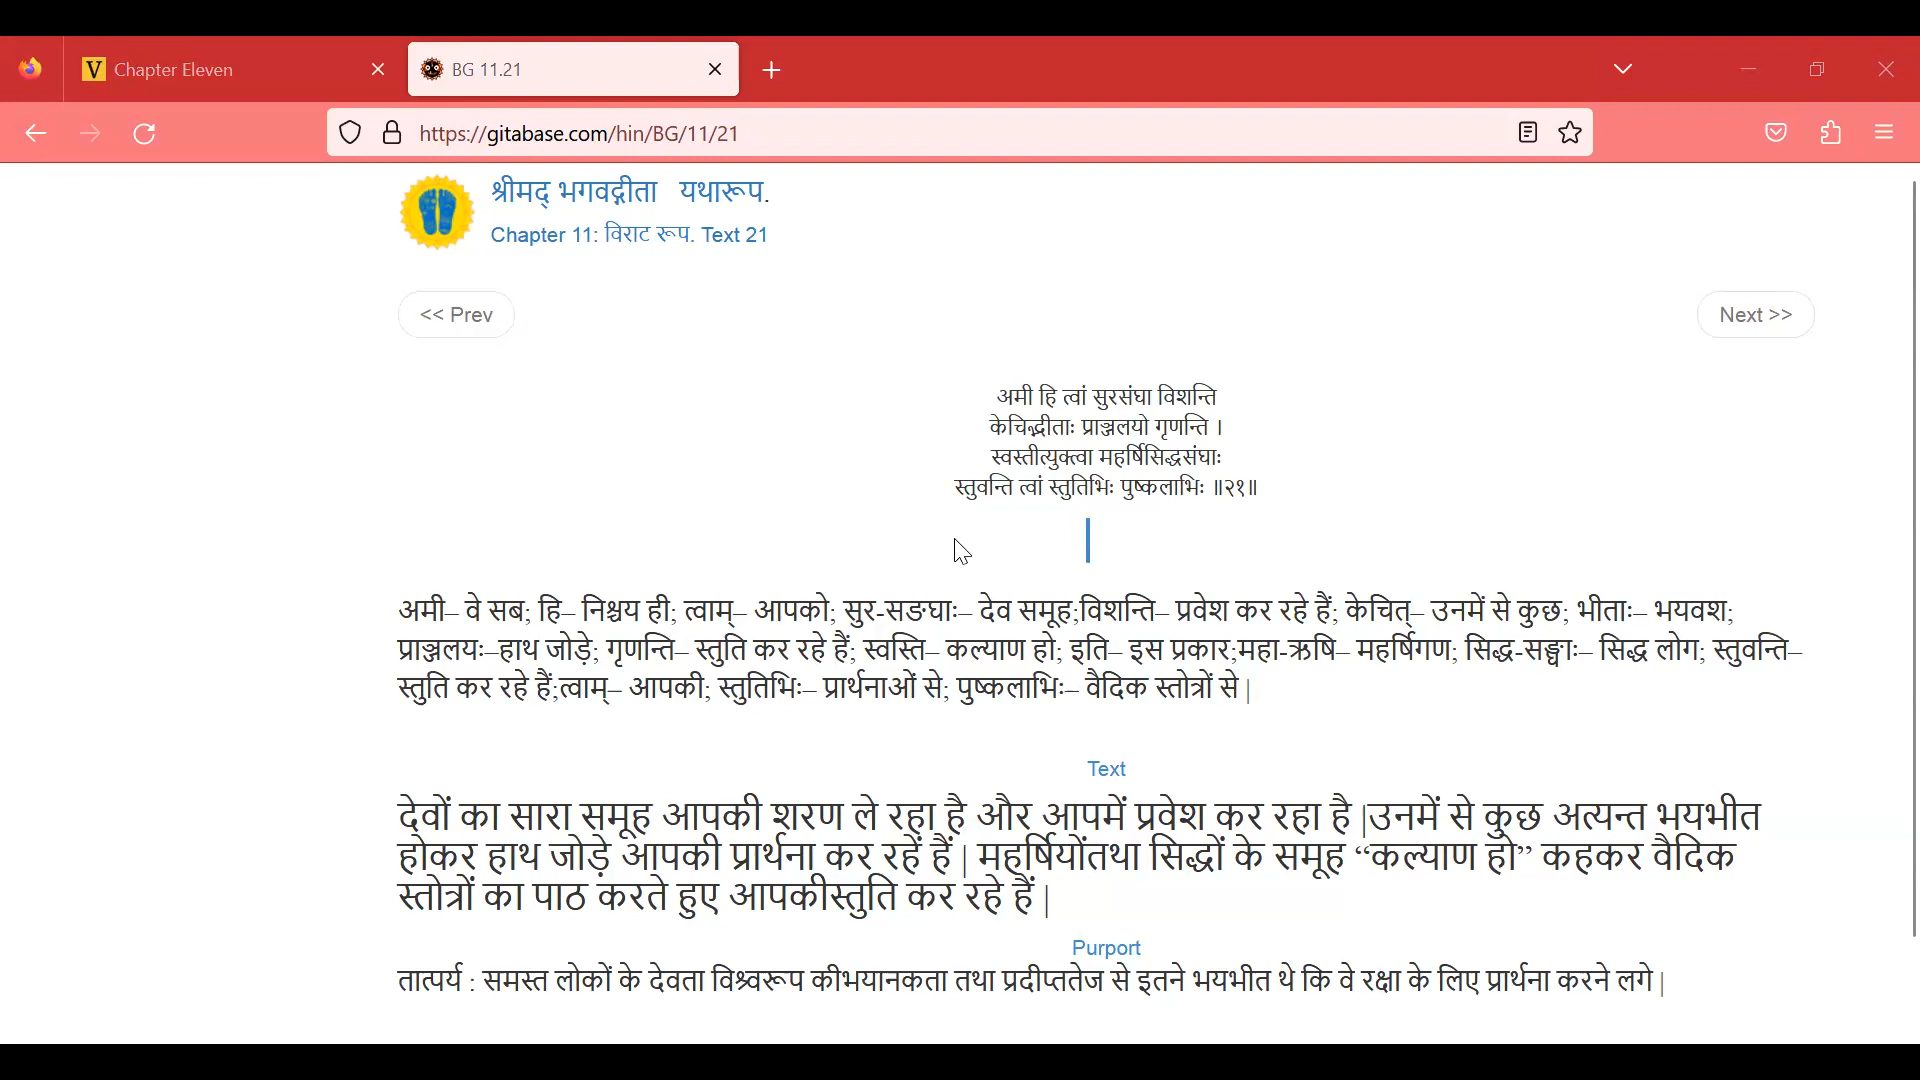 Chapter Eleven
BG 11.21
https://gitabase.com/hin/BG/11/21
श्रीमद् भगवद्गीता यथारूप.
Chapter 11: विराट रूप. Text 21
<< Prev
Next >>
अमी हि त्वां सुरसंघा विशन्ति
केचिद्भीताः प्राञ्जलयो गृणन्ति ।
स्वस्तीत्युक्त्वा महर्षिसिद्धसंघाः
स्तुवन्ति त्वां स्तुतिभिः पुष्कलाभिः ॥२१॥
अमी– वे सब; हि– निश्चय ही; त्वाम्– आपको; सुर-सङघाः– देव समूह;विशन्ति– प्रवेश कर रहे हैं; केचित्– उनमें से कुछ; भीताः– भयवश;
प्राञ्जलयः–हाथ जोड़े; गृणन्ति– स्तुति कर रहे हैं; स्वस्ति– कल्याण हो; इति– इस प्रकार;महा-ऋषि– महर्षिगण; सिद्ध-सङ्घाः– सिद्ध लोग; स्तुवन्ति–
स्तुति कर रहे हैं;त्वाम्– आपकी; स्तुतिभिः– प्रार्थनाओं से; पुष्कलाभिः– वैदिक स्तोत्रों से |
Text
देवों का सारा समूह आपकी शरण ले रहा है और आपमें प्रवेश कर रहा है |उनमें से कुछ अत्यन्त भयभीत
होकर हाथ जोड़े आपकी प्रार्थना कर रहें हैं | महर्षियोंतथा सिद्धों के समूह “कल्याण हो” कहकर वैदिक
स्तोत्रों का पाठ करते हुए आपकीस्तुति कर रहे हैं |
Purport
तात्पर्य : समस्त लोकों के देवता विश्र्वरूप कीभयानकता तथा प्रदीप्ततेज से इतने भयभीत थे कि वे रक्षा के लिए प्रार्थना करने लगे |